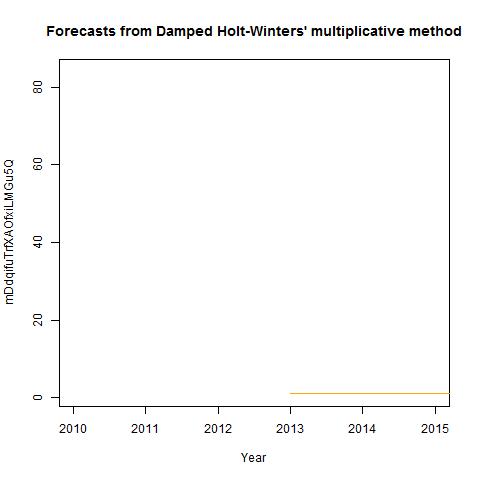 Forecasts from Damped Holt-Winters' multiplicative method
mDdqifuTrfXAOfxiLMGu5Q
80
60
40
20
0
2010 2011 2012 2013 2014 2015
Year